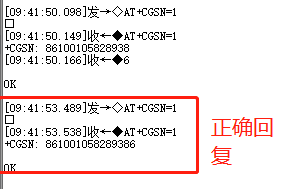 [09:41:50.098]发→◇AT+CGSN=1
□
[09:41:50.149]收←◆AT+CGSN=1
+CGSN: 86100105828938
[09:41:50.166]收←◆6

OK

[09:41:53.489]发→◇AT+CGSN=1
□
[09:41:53.538]收←◆AT+CGSN=1
+CGSN: 861001058289386

OK
正确回
复